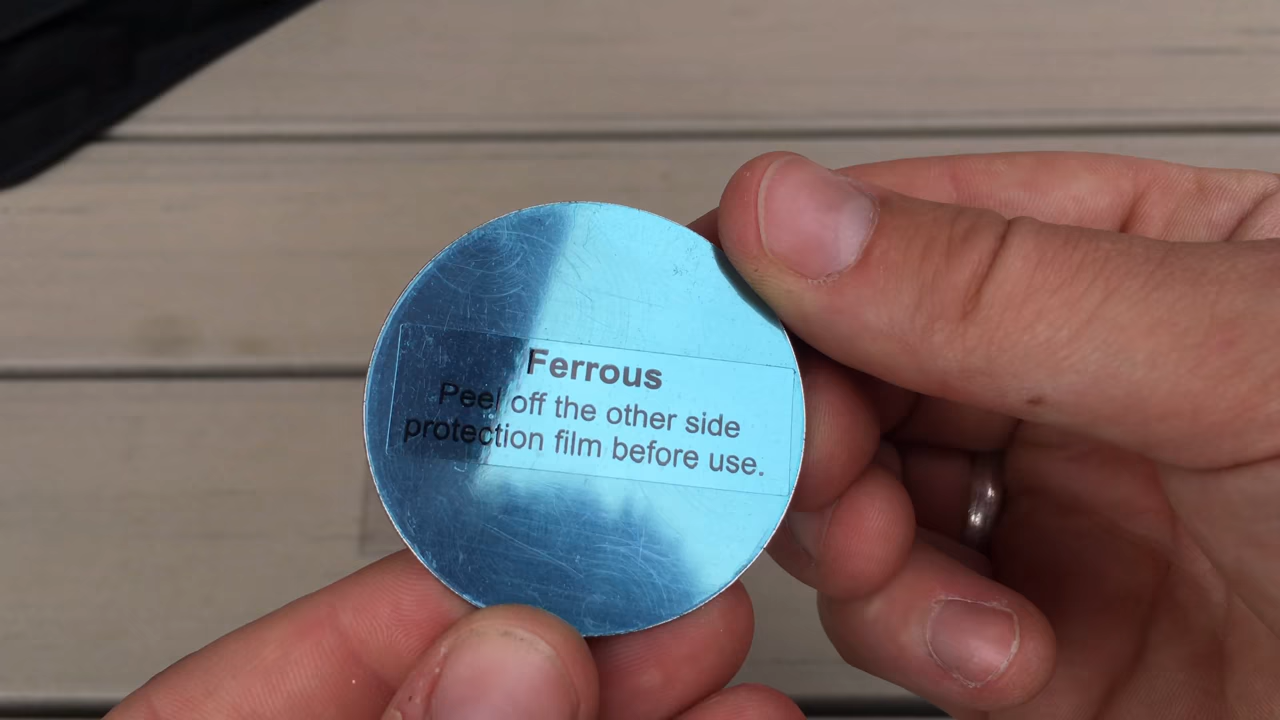 Ferrous
Peel off the other side
protection film before use.